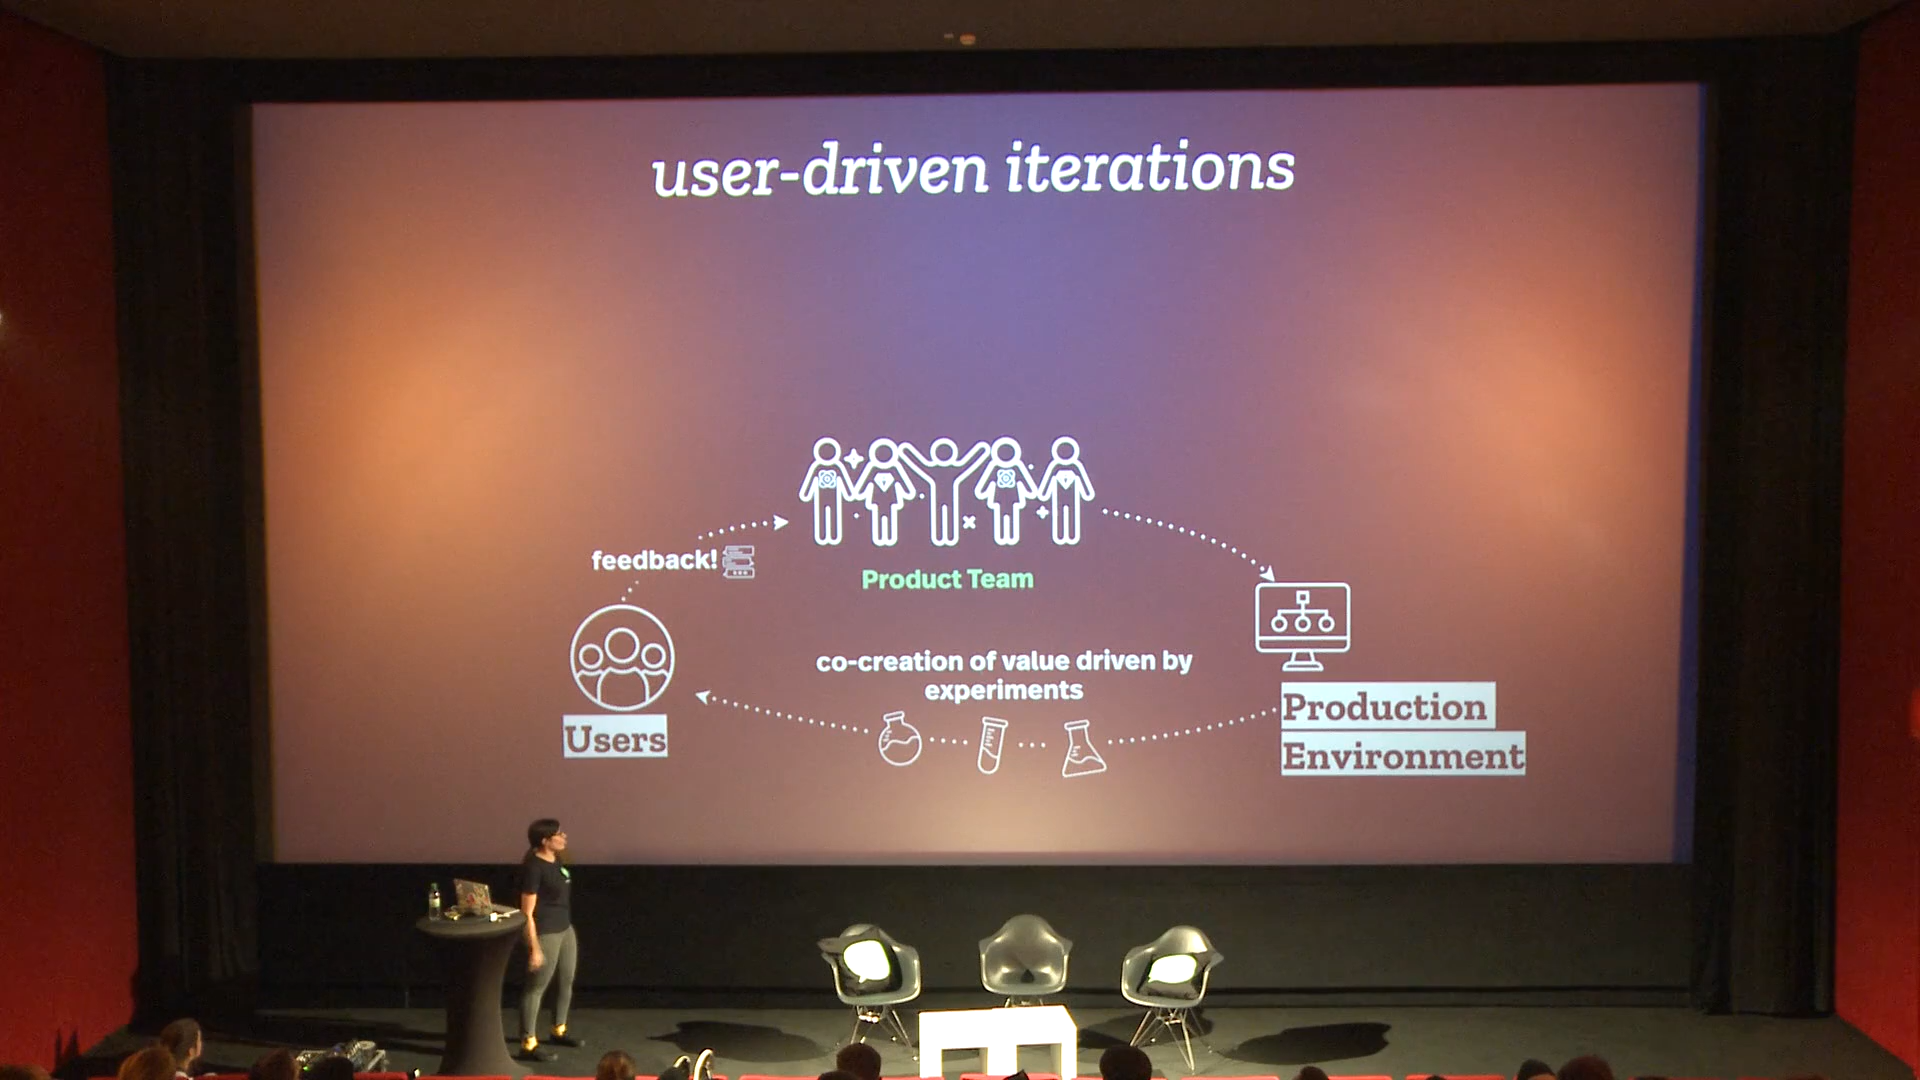 user-driven iterations
feedback!
Product Team
co-creation of value driven by
experiments
Users
Production
Environment